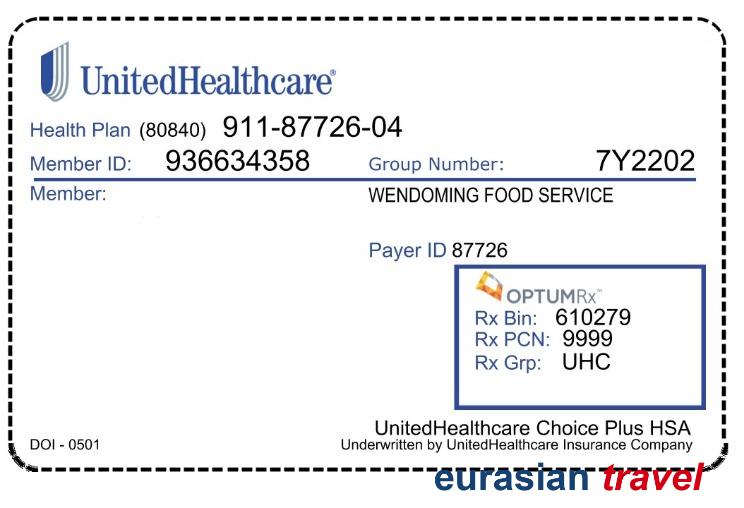 UnitedHealthcare®
Health Plan (80840) 911-87726-04
Member ID: 936634358 Group Number: 7Y2202
Member: WENDOMING FOOD SERVICE
Payer ID 87726
OPTUMRx™
Rx Bin: 610279
Rx PCN: 9999
Rx Grp: UHC
UnitedHealthcare Choice Plus HSA
DOI - 0501 Underwritten by UnitedHealthcare Insurance Company
eurasian travel